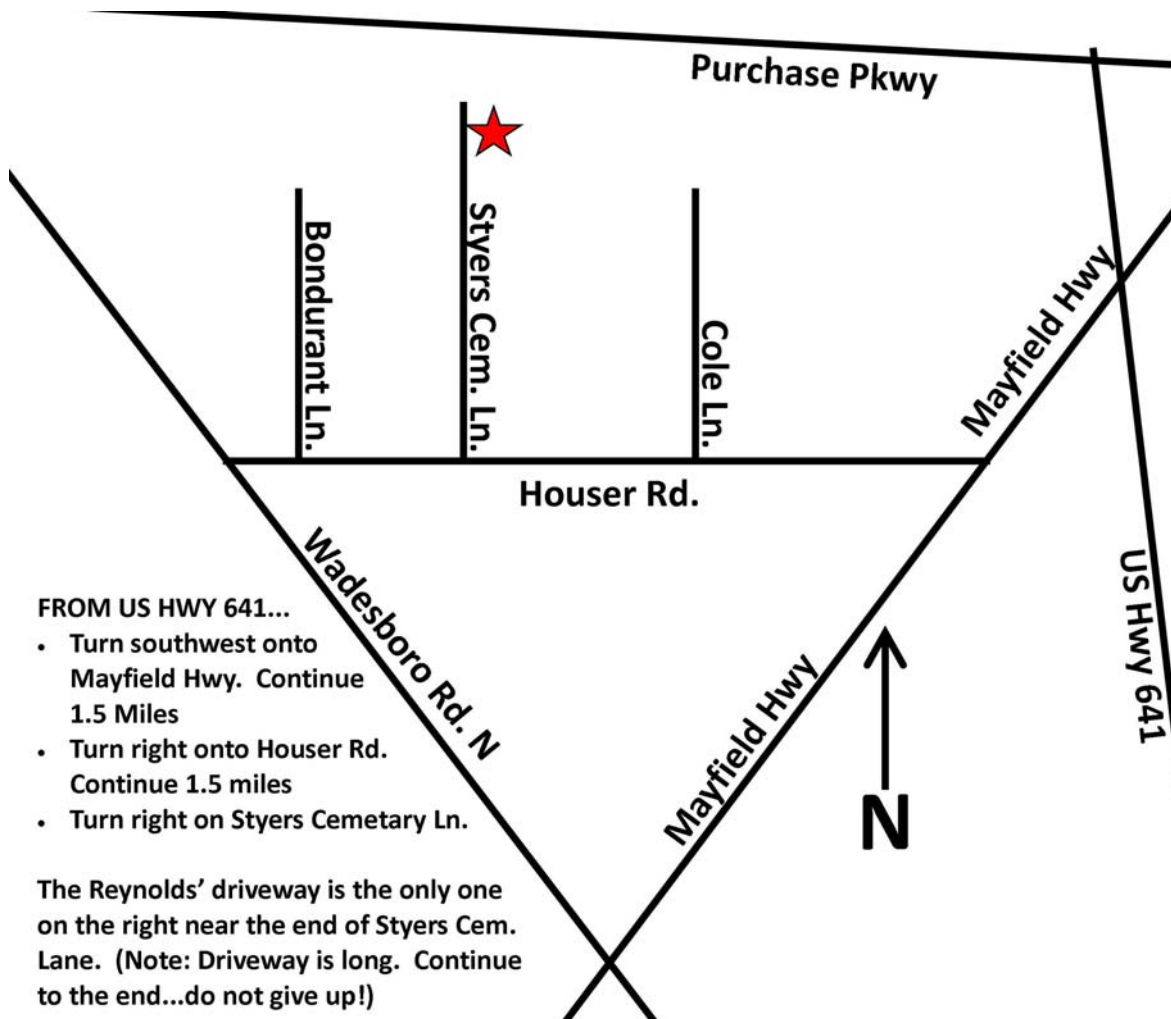 Purchase Pkwy
Bondurant Ln.
Styers Cem. Ln.
Cole Ln.
Mayfield Hwy
Houser Rd.
Wadesboro Rd. N
Mayfield Hwy
US Hwy 641
N
FROM US HWY 641...
• Turn southwest onto
Mayfield Hwy. Continue
1.5 Miles
• Turn right onto Houser Rd.
Continue 1.5 miles
• Turn right on Styers Cemetary Ln.
The Reynolds' driveway is the only one
on the right near the end of Styers Cem.
Lane. (Note: Driveway is long. Continue
to the end...do not give up!)